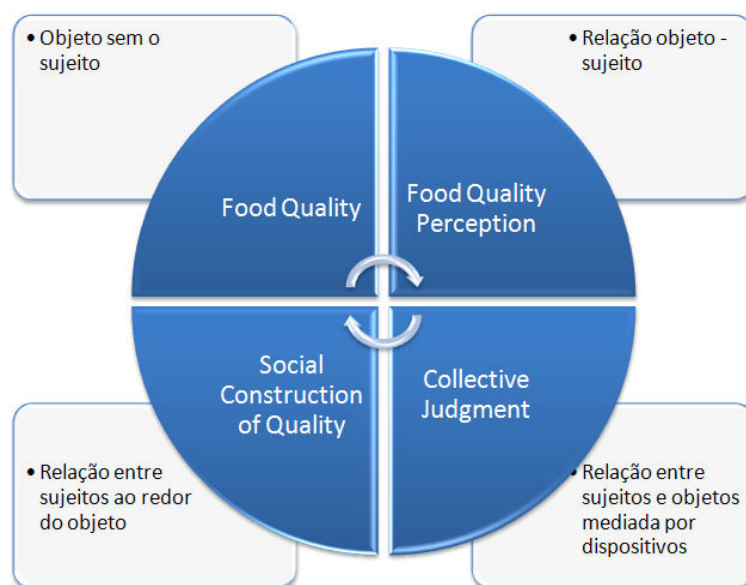 • Objeto sem o
sujeito
• Relação objeto -
sujeito
Food Quality
Food Quality
Perception
Social
Construction
of Quality
Collective
Judgment
• Relação entre
sujeitos ao redor
do objeto
• Relação entre
sujeitos e objetos
mediada por
dispositivos